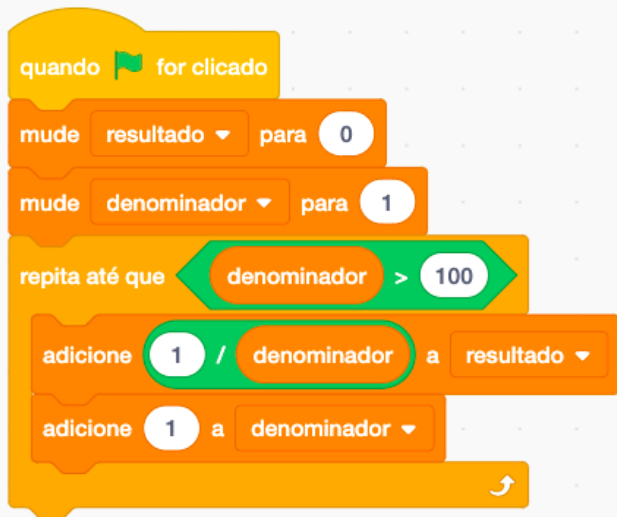 quando for clicado
mude resultado para 0
mude denominador para 1
repita até que denominador > 100
adicione 1 / denominador a resultado
adicione 1 a denominador